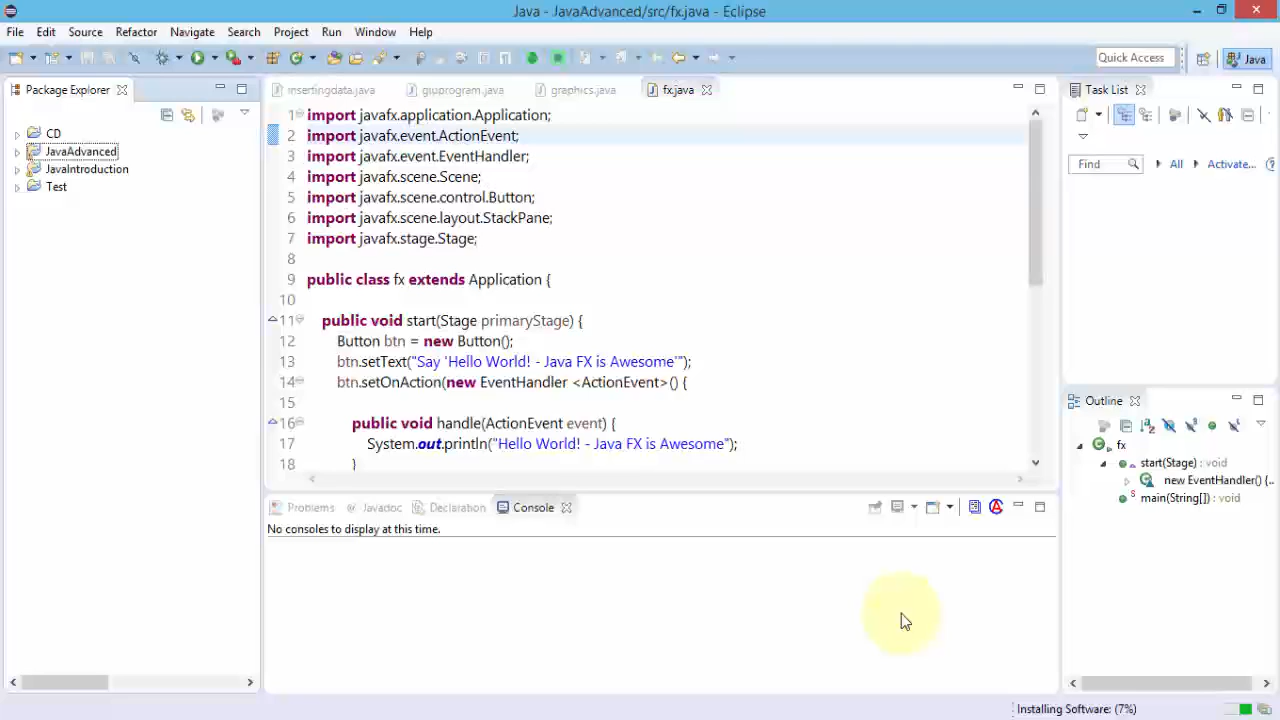 Java - JavaAdvanced/src/fx.java - Eclipse
File Edit Source Refactor Navigate Search Project Run Window Help
Quick Access
Java
Package Explorer
CD
JavaAdvanced
JavaIntroduction
Test
insertingdata.java
guiprogram.java
graphics.java
fx.java
1 import javafx.application.Application;
2 import javafx.event.ActionEvent;
3 import javafx.event.EventHandler;
4 import javafx.scene.Scene;
5 import javafx.scene.control.Button;
6 import javafx.scene.layout.StackPane;
7 import javafx.stage.Stage;
8
9 public class fx extends Application {
10
11 public void start(Stage primaryStage) {
12 Button btn = new Button();
13 btn.setText("Say 'Hello World! - Java FX is Awesome'");
14 btn.setOnAction(new EventHandler <ActionEvent>() {
15
16 public void handle(ActionEvent event) {
17 System.out.println("Hello World! - Java FX is Awesome");
18 }
Problems
@ Javadoc
Declaration
Console
No consoles to display at this time.
Task List
Find
All
Activate...
Outline
fx
start(Stage) : void
new EventHandler() {...
main(String[]) : void
Installing Software: (7%)